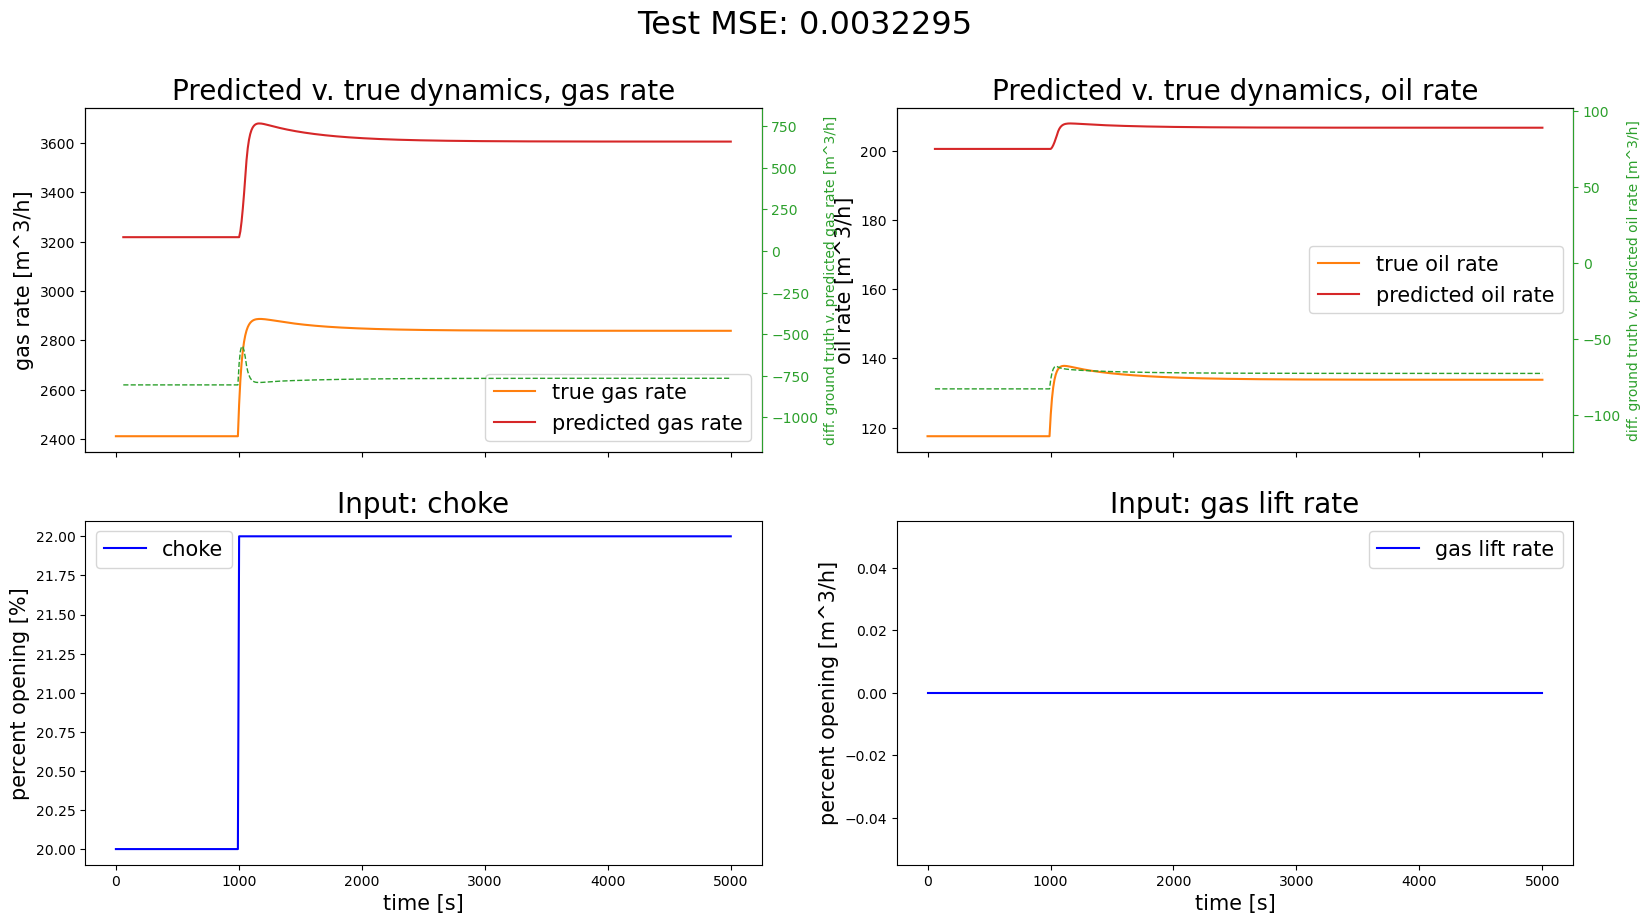 Test MSE: 0.0032295
Predicted v. true dynamics, gas rate
gas rate [m^3/h]
3600
3400
3200
3000
2800
2600
2400
750
500
250
0
−250
−500
−750
−1000
diff. ground truth v. predicted gas rate [m^3/h]
true gas rate
predicted gas rate
Predicted v. true dynamics, oil rate
oil rate [m^3/h]
200
180
160
140
120
100
50
0
−50
−100
diff. ground truth v. predicted oil rate [m^3/h]
true oil rate
predicted oil rate
Input: choke
percent opening [%]
22.00
21.75
21.50
21.25
21.00
20.75
20.50
20.25
20.00
choke
0 1000 2000 3000 4000 5000
time [s]
Input: gas lift rate
percent opening [m^3/h]
0.04
0.02
0.00
−0.02
−0.04
gas lift rate
0 1000 2000 3000 4000 5000
time [s]